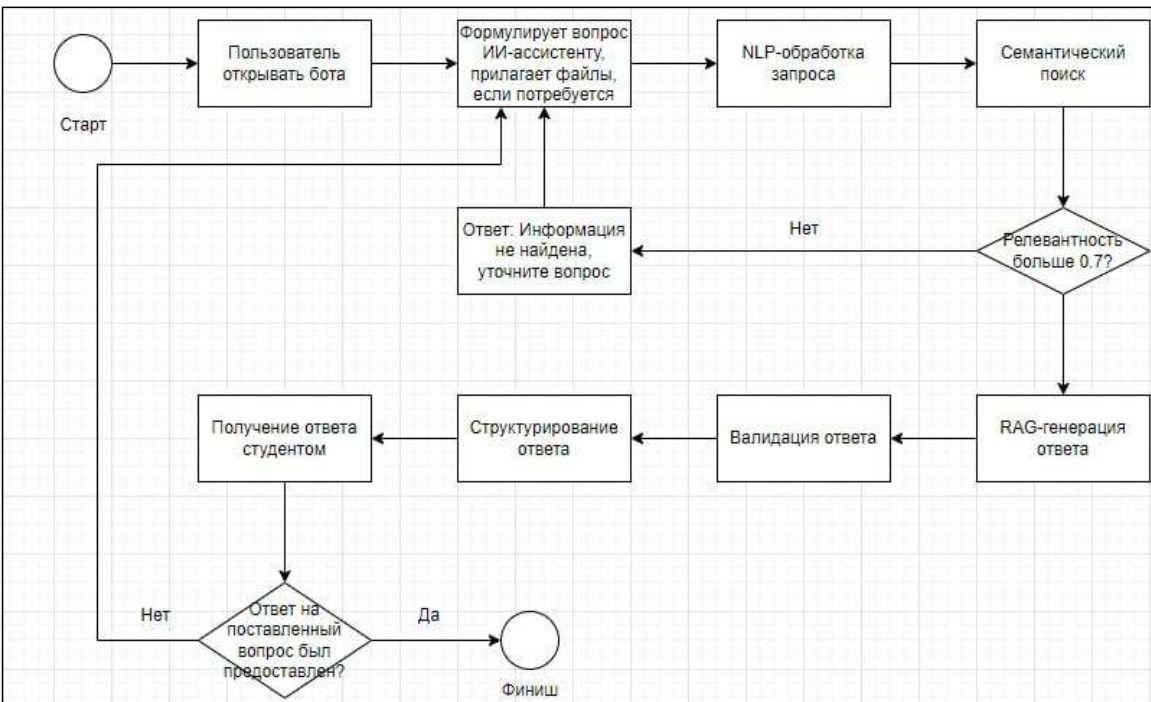 Пользователь
открывать бота
Формулирует вопрос
ИИ-ассистенту,
прилагает файлы,
если потребуется
NLP-обработка
запроса
Семантический
поиск
Старт
Ответ: Информация
не найдена,
уточните вопрос
Нет
Релевантность
больше 0.7?
Получение ответа
студентом
Структурирование
ответа
Валидация ответа
RAG-генерация
ответа
Нет
Ответ на
поставленный
вопрос был
предоставлен?
Да
Финиш